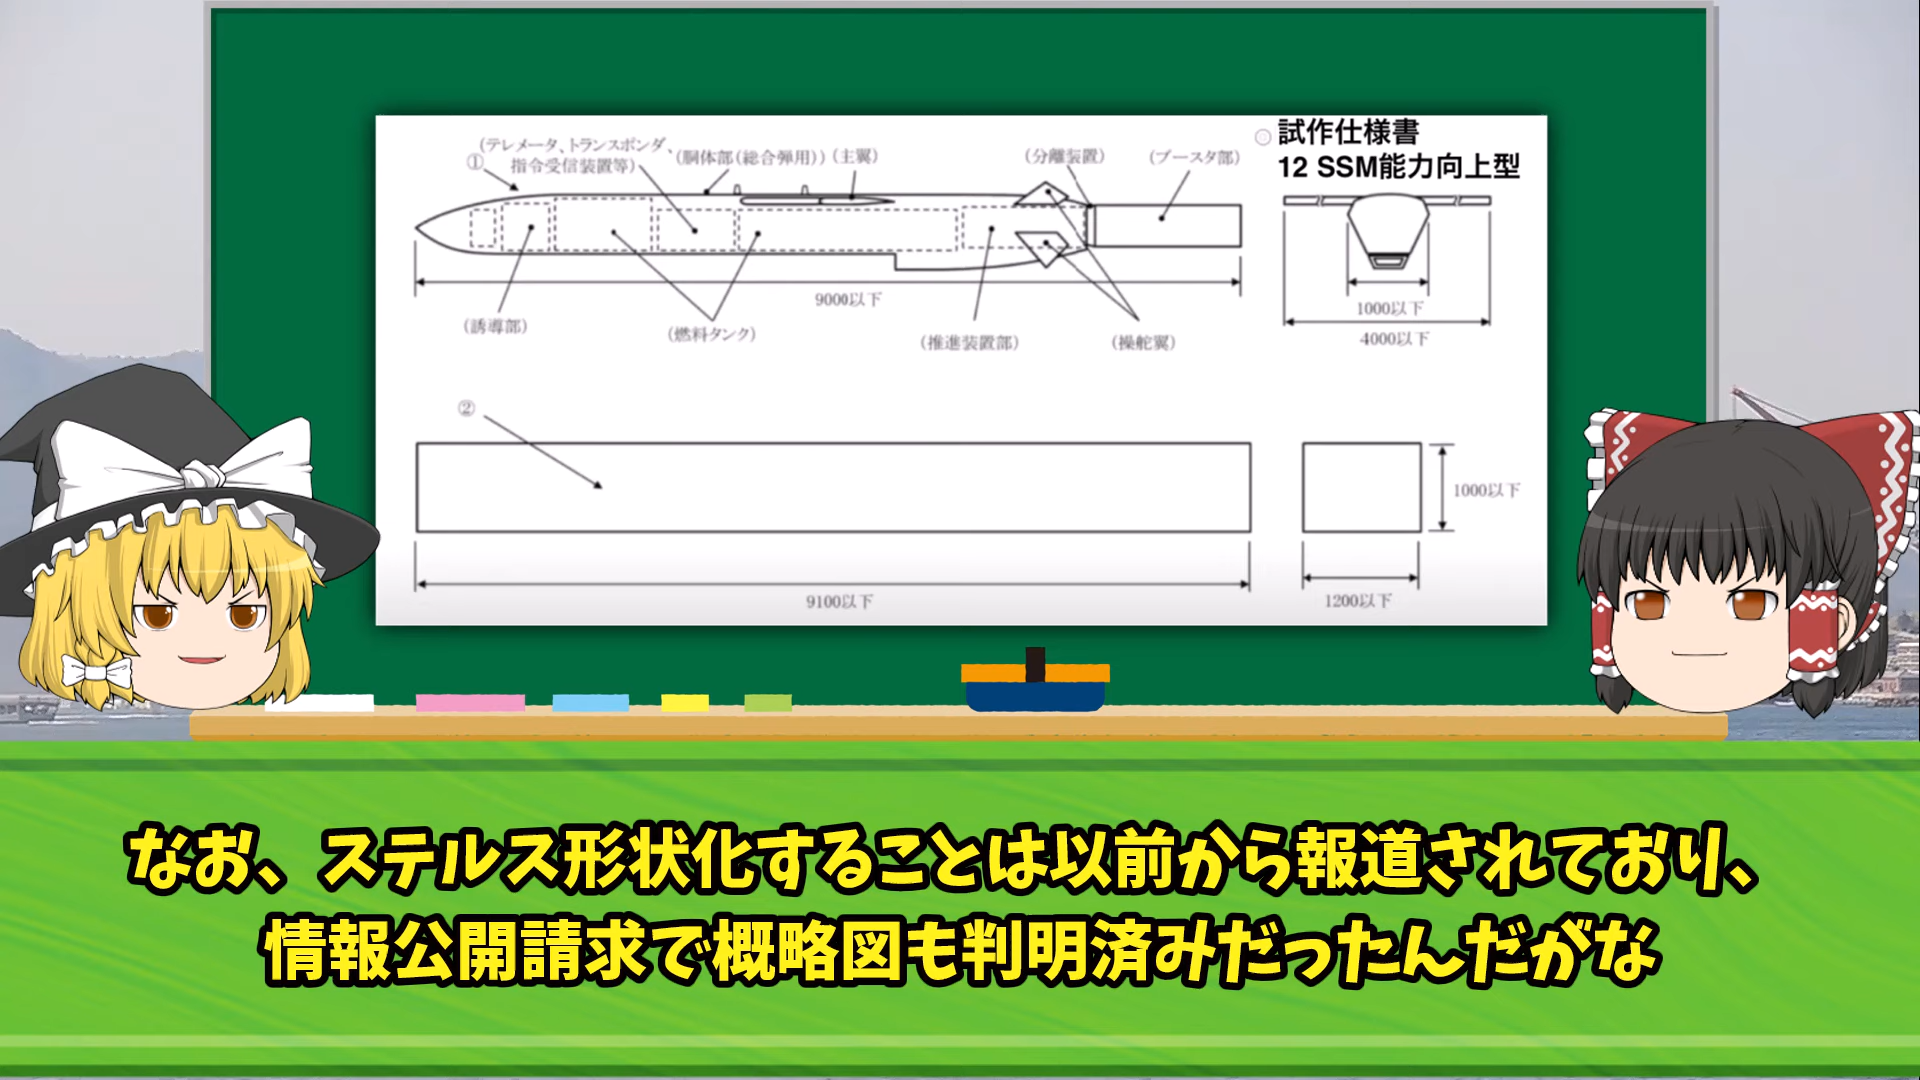 (テレメータ、トランスポンダ、
指令受信装置等)
①
(胴体部(総合弾用))
(主翼)
(分離装置)
(ブースタ部)
◎ 試作仕様書
12 SSM能力向上型
9000以下
(誘導部)
(燃料タンク)
(推進装置部)
(操舵翼)
1000以下
4000以下
②
1000以下
9100以下
1200以下
なお、ステルス形状化することは以前から報道されており、
情報公開請求で概略図も判明済みだったんだがな